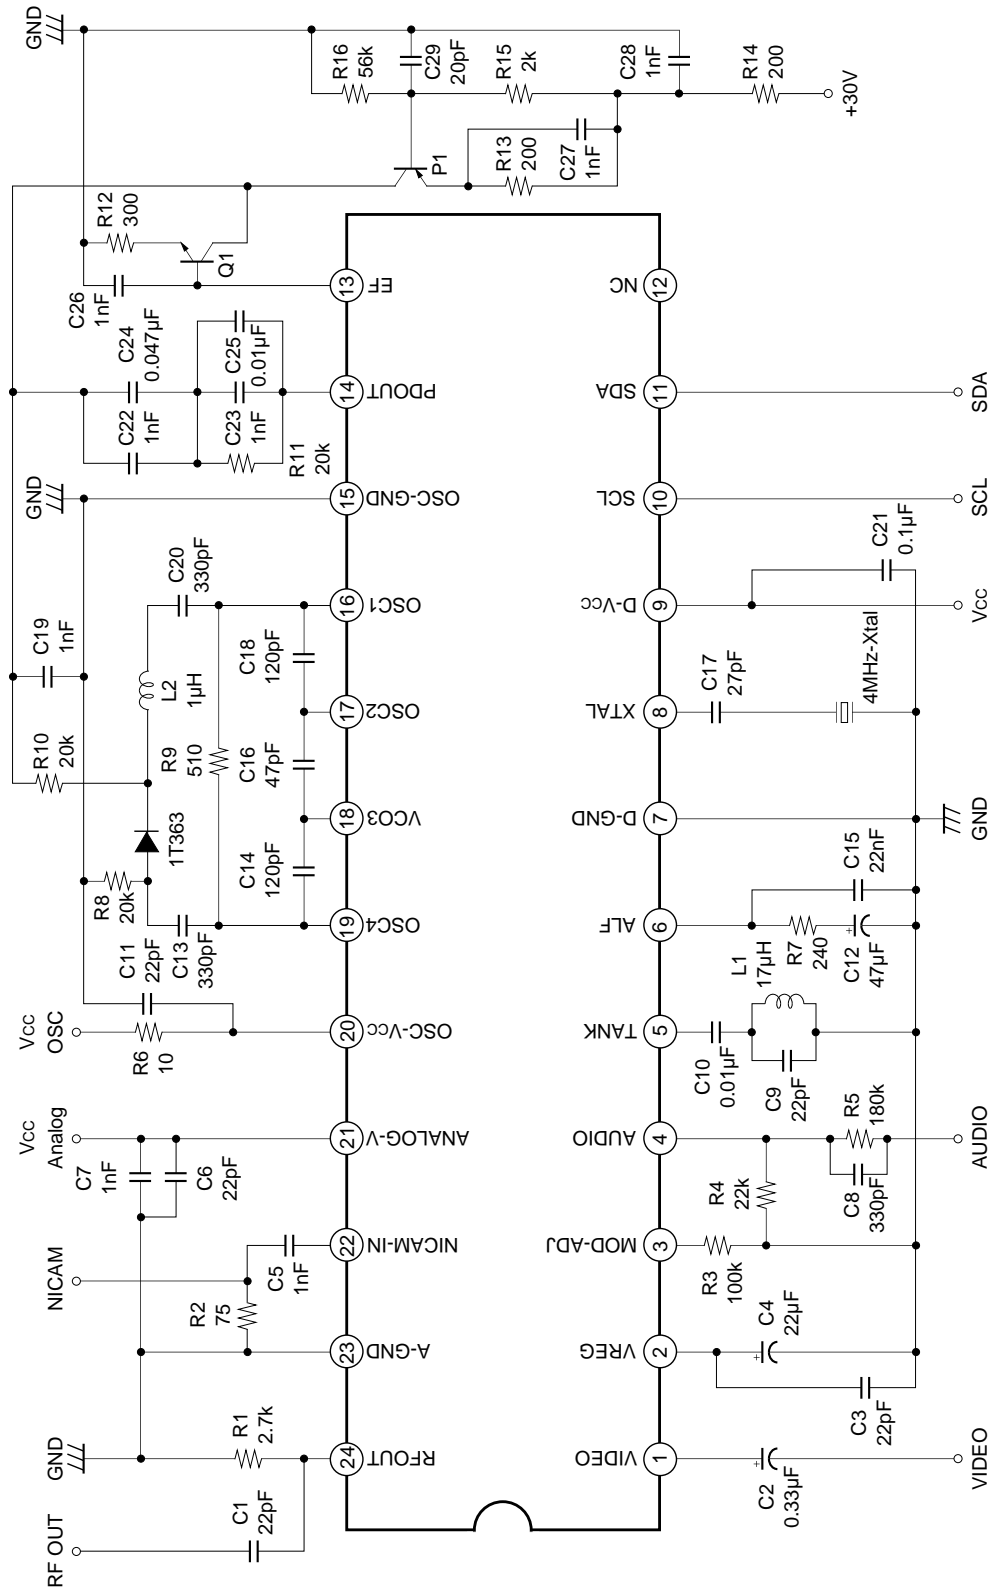 RF OUT
GND
NICAM
Analog
Vcc
OSC
Vcc
GND
GND
C1
22pF
R1
2.7k
R2
75
C5
1nF
C7
1nF
C6
22pF
R6
10
C11
22pF
C13
330pF
R8
20k
1T363
R10
20k
C19
1nF
L2
1μH
R9
510
C14
120pF
C16
47pF
C18
120pF
C20
330pF
C22
1nF
C24
0.047μF
C23
1nF
C25
0.01μF
R11
20k
C26
1nF
R12
300
Q1
P1
R16
56k
C29
20pF
R15
2k
R13
200
C27
1nF
C28
1nF
R14
200
+30V
24
RFOUT
23
A-GND
22
NICAM-IN
21
ANALOG-V
20
OSC-Vcc
19
OSC4
18
VCO3
17
OSC2
16
OSC1
15
OSC-GND
14
PDOUT
13
EF
VIDEO
1
VREG
2
MOD-ADJ
3
AUDIO
4
TANK
5
ALF
6
D-GND
7
XTAL
8
D-Vcc
9
SCL
10
SDA
11
NC
12
C2
0.33μF
C3
22pF
C4
22μF
R3
100k
R4
22k
C8
330pF
R5
180k
C10
0.01μF
C9
22pF
L1
17μH
R7
240
C12
47μF
C15
22nF
C17
27pF
4MHz-Xtal
C21
0.1μF
VIDEO
AUDIO
GND
Vcc
SCL
SDA